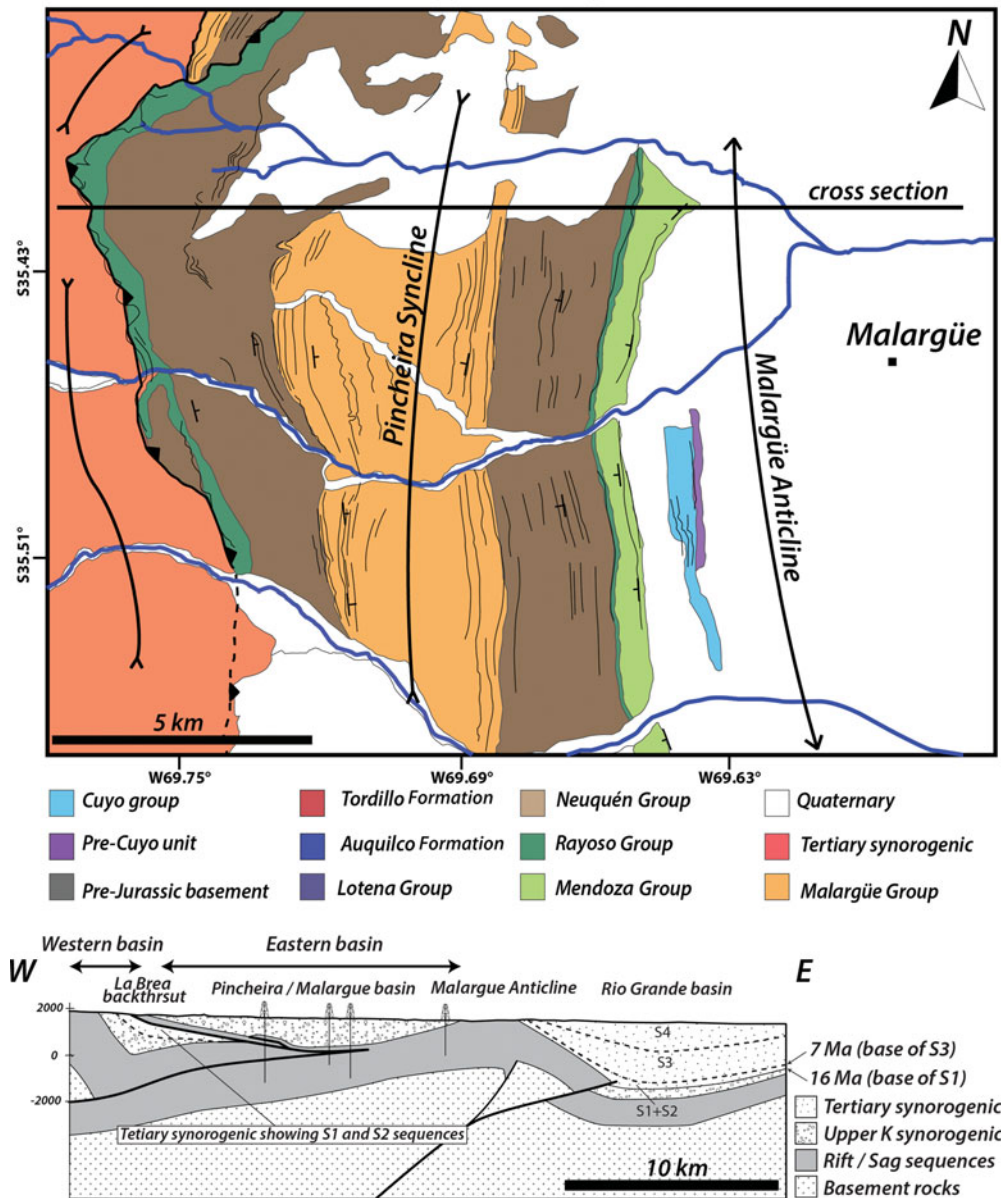 N
cross section
S35.43°
Pincheira Syncline
Malargüe
Malargüe Anticline
S35.51°
5 km
W69.75°
W69.69°
W69.63°
Cuyo group
Tordillo Formation
Neuquén Group
Quaternary
Pre-Cuyo unit
Auquilco Formation
Rayoso Group
Tertiary synorogenic
Pre-Jurassic basement
Lotena Group
Mendoza Group
Malargüe Group
Western basin
Eastern basin
W
La Brea
backthrsut
Pincheira / Malargue basin
Malargue Anticline
Rio Grande basin
E
2000
0
-2000
S4
S3
S1+S2
7 Ma (base of S3)
16 Ma (base of S1)
Tetiary synorogenic showing S1 and S2 sequences
Tertiary synorogenic
Upper K synorogenic
Rift / Sag sequences
Basement rocks
10 km